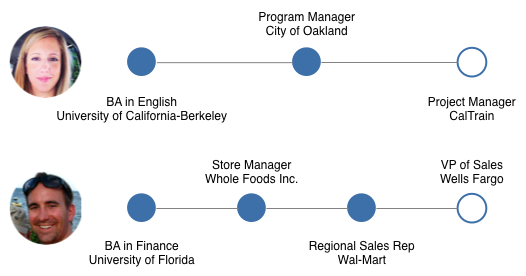 Program Manager
City of Oakland
BA in English
University of California-Berkeley
Project Manager
CalTrain
Store Manager
Whole Foods Inc.
VP of Sales
Wells Fargo
BA in Finance
University of Florida
Regional Sales Rep
Wal-Mart